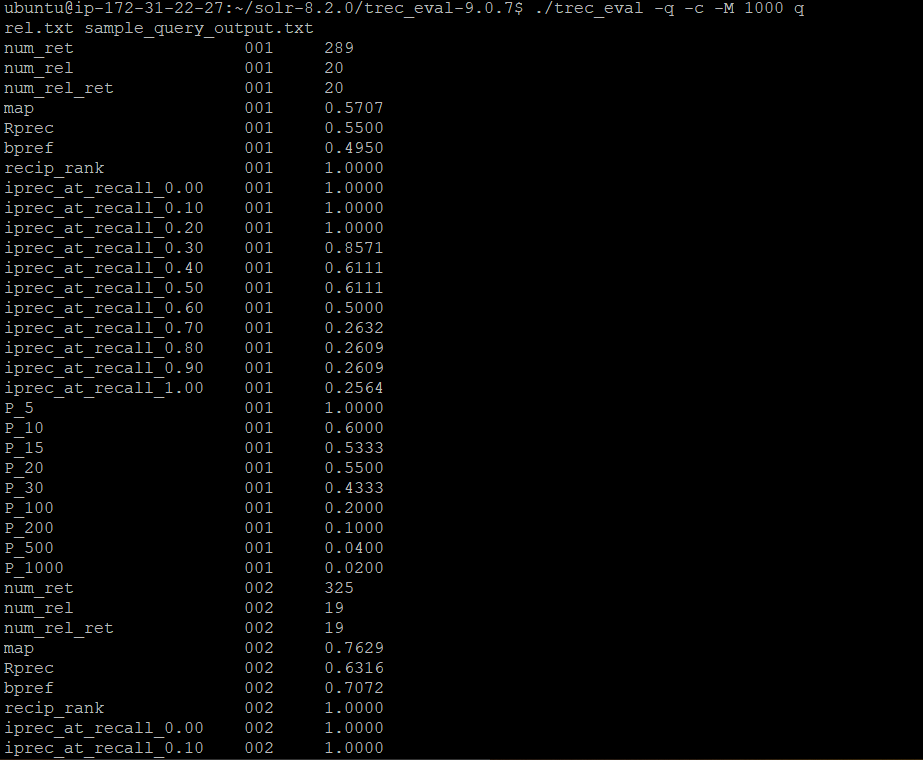 ubuntu@ip-172-31-22-27:~/solr-8.2.0/trec_eval-9.0.7$ ./trec_eval -q -c -M 1000 q
rel.txt sample_query_output.txt
num_ret 001 289
num_rel 001 20
num_rel_ret 001 20
map 001 0.5707
Rprec 001 0.5500
bpref 001 0.4950
recip_rank 001 1.0000
iprec_at_recall_0.00 001 1.0000
iprec_at_recall_0.10 001 1.0000
iprec_at_recall_0.20 001 1.0000
iprec_at_recall_0.30 001 0.8571
iprec_at_recall_0.40 001 0.6111
iprec_at_recall_0.50 001 0.6111
iprec_at_recall_0.60 001 0.5000
iprec_at_recall_0.70 001 0.2632
iprec_at_recall_0.80 001 0.2609
iprec_at_recall_0.90 001 0.2609
iprec_at_recall_1.00 001 0.2564
P_5 001 1.0000
P_10 001 0.6000
P_15 001 0.5333
P_20 001 0.5500
P_30 001 0.4333
P_100 001 0.2000
P_200 001 0.1000
P_500 001 0.0400
P_1000 001 0.0200
num_ret 002 325
num_rel 002 19
num_rel_ret 002 19
map 002 0.7629
Rprec 002 0.6316
bpref 002 0.7072
recip_rank 002 1.0000
iprec_at_recall_0.00 002 1.0000
iprec_at_recall_0.10 002 1.0000